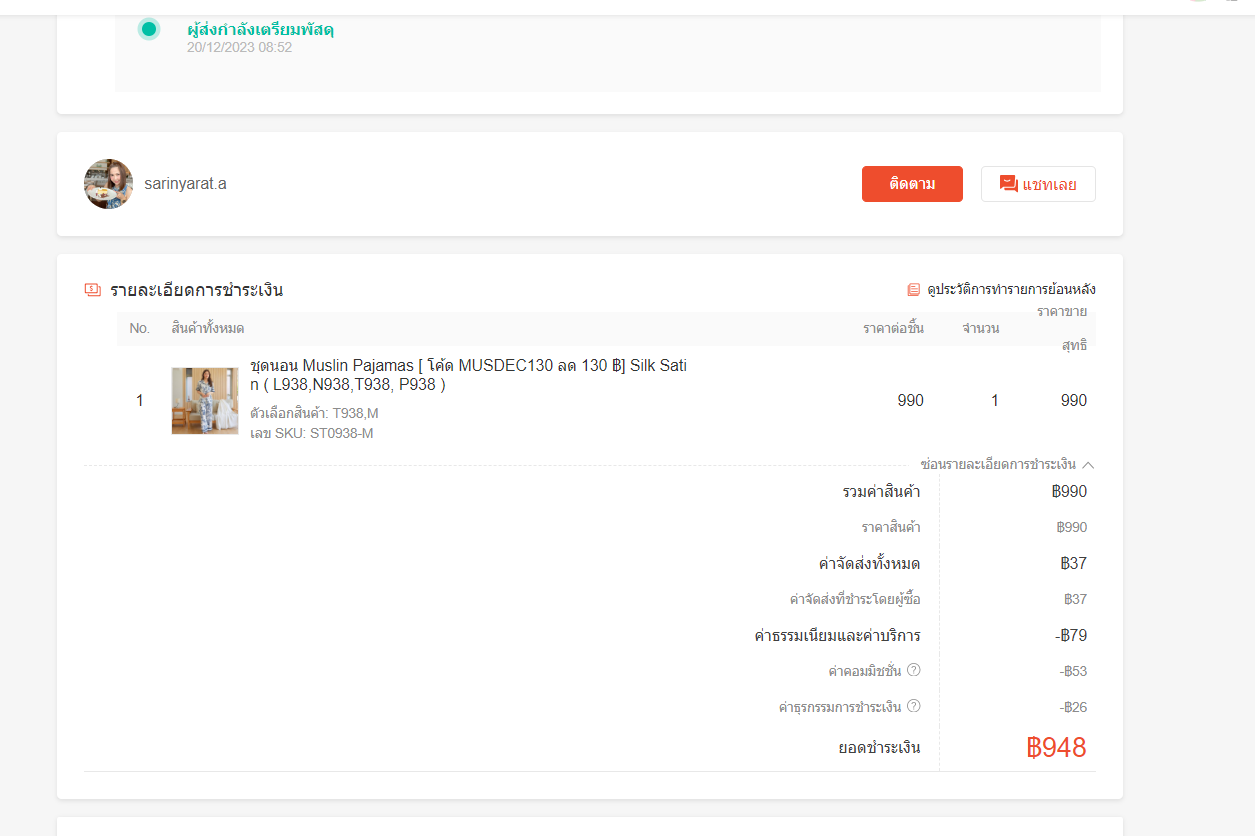 ผู้ส่งกำลังเตรียมพัสดุ
20/12/2023 08:52
sarinyarat.a
ติดตาม
แชทเลย
รายละเอียดการชำระเงิน
ดูประวัติการทำรายการย้อนหลัง
No.
สินค้าทั้งหมด
ราคาต่อชิ้น
จำนวน
ราคาขาย
สุทธิ
1
ชุดนอน Muslin Pajamas [ โค้ด MUSDEC130 ลด 130 ฿] Silk Sati
n ( L938,N938,T938, P938 )
ตัวเลือกสินค้า: T938,M
เลข SKU: ST0938-M
990
1
990
ซ่อนรายละเอียดการชำระเงิน
รวมค่าสินค้า ฿990
ราคาสินค้า ฿990
ค่าจัดส่งทั้งหมด ฿37
ค่าจัดส่งที่ชำระโดยผู้ซื้อ ฿37
ค่าธรรมเนียมและค่าบริการ -฿79
ค่าคอมมิชชั่น -฿53
ค่าธุรกรรมการชำระเงิน -฿26
ยอดชำระเงิน ฿948